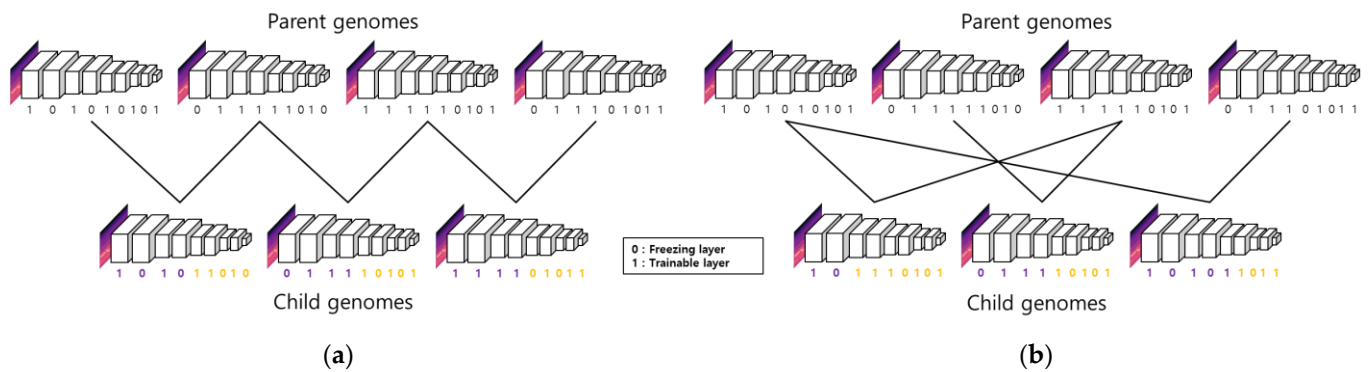 Parent genomes
1 0 1 0 1 0 1 0 1
0 1 1 1 1 1 0 1 0
1 1 1 1 1 0 1 0 1
0 1 1 1 0 1 0 1 1
1 0 1 0 1 1 0 1 0
0 1 1 1 1 0 1 0 1
1 1 1 1 0 1 0 1 1
Child genomes
(a)
0 : Freezing layer
1 : Trainable layer
Parent genomes
1 0 1 0 1 0 1 0 1
0 1 1 1 1 1 0 1 0
1 1 1 1 1 0 1 0 1
0 1 1 1 0 1 0 1 1
1 0 1 1 1 0 1 0 1
0 1 1 1 1 0 1 0 1
1 0 1 0 1 1 0 1 1
Child genomes
(b)